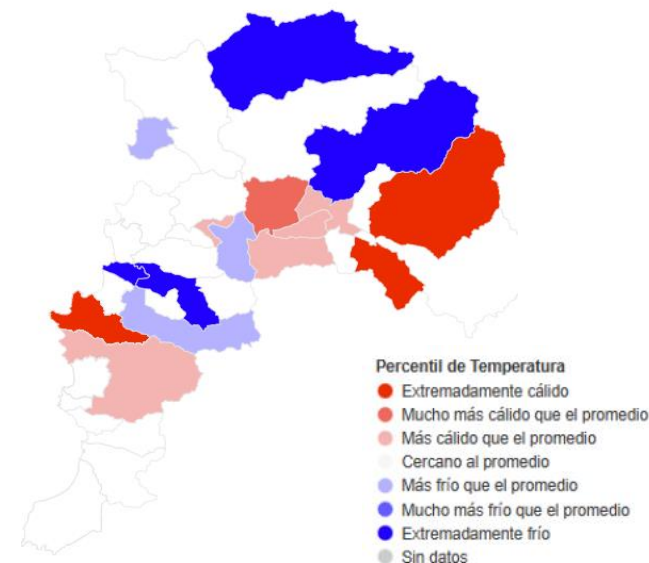 Percentil de Temperatura
Extremadamente cálido
Mucho más cálido que el promedio
Más cálido que el promedio
Cercano al promedio
Más frío que el promedio
Mucho más frío que el promedio
Extremadamente frío
Sin datos